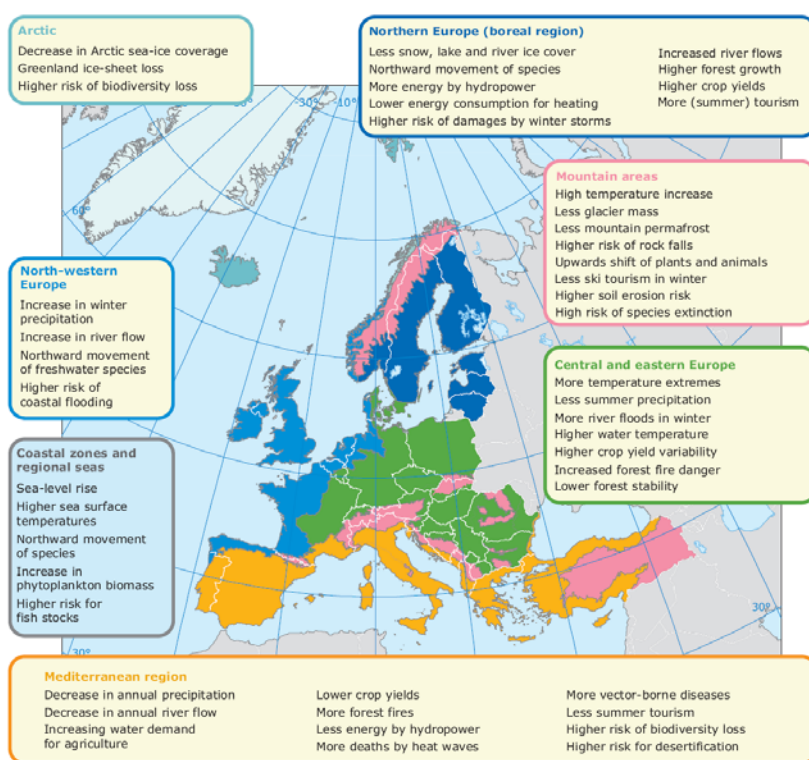 Arctic
Decrease in Arctic sea-ice coverage
Greenland ice-sheet loss
Higher risk of biodiversity loss
Northern Europe (boreal region)
Less snow, lake and river ice cover
Northward movement of species
More energy by hydropower
Lower energy consumption for heating
Higher risk of damages by winter storms
Increased river flows
Higher forest growth
Higher crop yields
More (summer) tourism
-30°
-10°
60°
Mountain areas
High temperature increase
Less glacier mass
Less mountain permafrost
Higher risk of rock falls
Upwards shift of plants and animals
Less ski tourism in winter
Higher soil erosion risk
High risk of species extinction
North-western
Europe
Increase in winter
precipitation
Increase in river flow
Northward movement
of freshwater species
Higher risk of
coastal flooding
Central and eastern Europe
More temperature extremes
Less summer precipitation
More river floods in winter
Higher water temperature
Higher crop yield variability
Increased forest fire danger
Lower forest stability
Coastal zones and
regional seas
Sea-level rise
Higher sea surface
temperatures
Northward movement
of species
Increase in
phytoplankton biomass
Higher risk for
fish stocks
30°
30°
Mediterranean region
Decrease in annual precipitation
Decrease in annual river flow
Increasing water demand
for agriculture
Lower crop yields
More forest fires
Less energy by hydropower
More deaths by heat waves
More vector-borne diseases
Less summer tourism
Higher risk of biodiversity loss
Higher risk for desertification